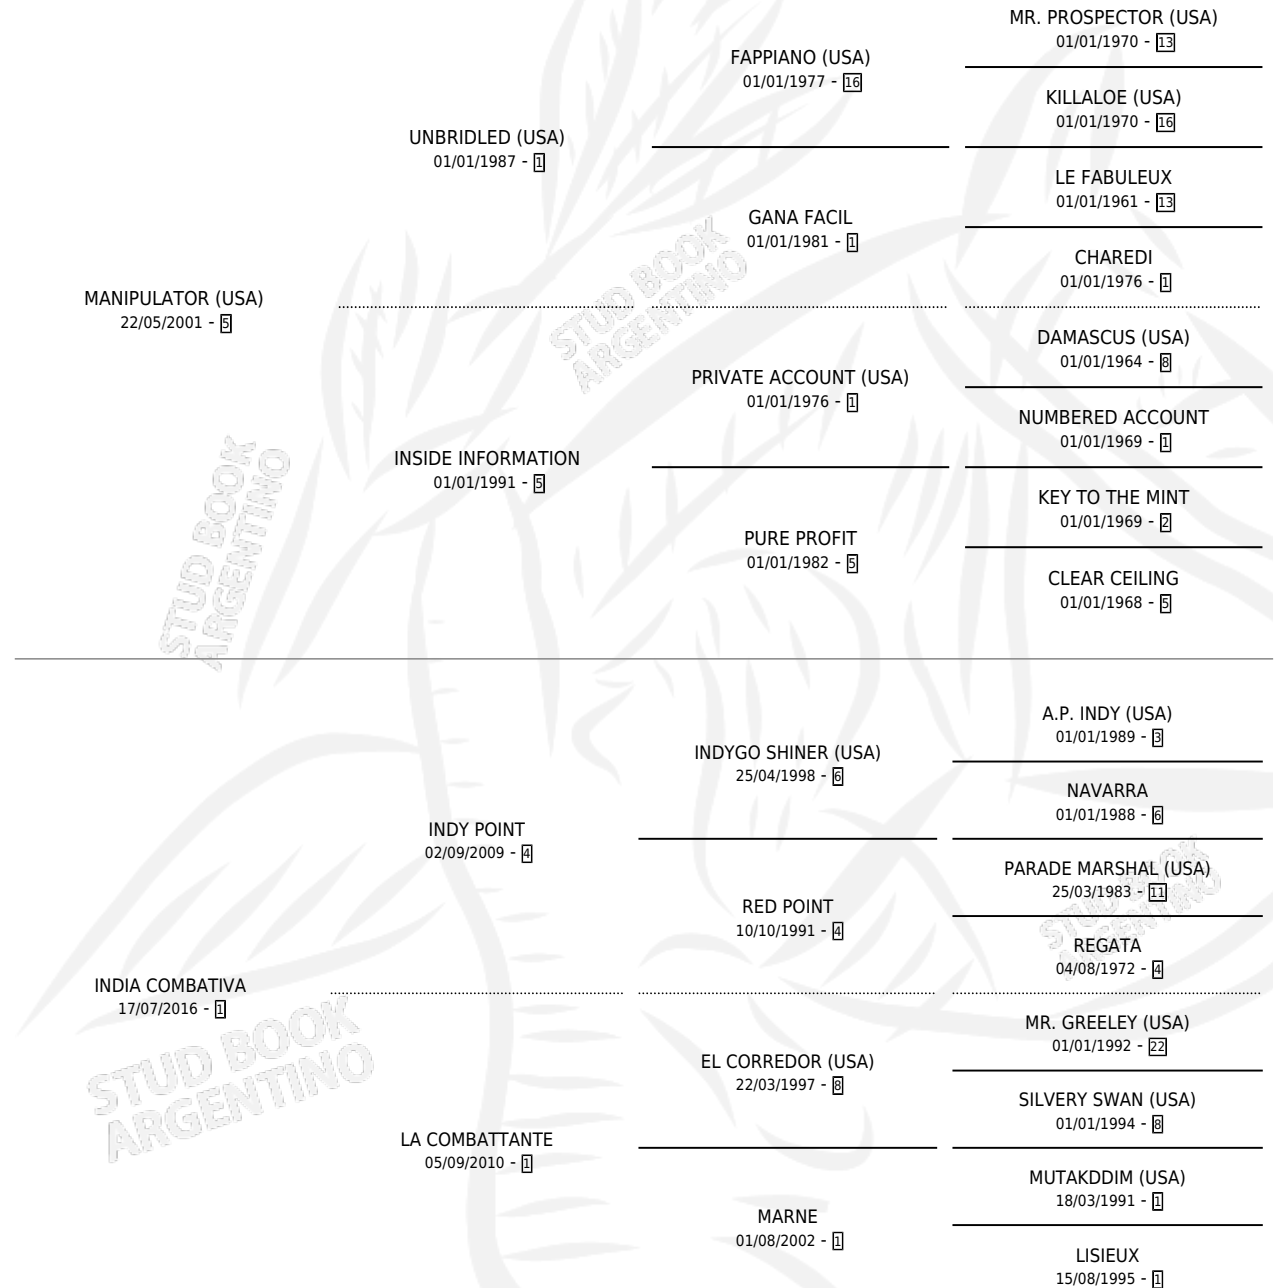 MR. PROSPECTOR (USA)
01/01/1970 - 13
FAPPIANO (USA)
01/01/1977 - 16
KILLALOE (USA)
01/01/1970 - 16
UNBRIDLED (USA)
01/01/1987 - 1
LE FABULEUX
01/01/1961 - 13
GANA FACIL
01/01/1981 - 1
CHAREDI
01/01/1976 - 1
MANIPULATOR (USA)
22/05/2001 - 5
DAMASCUS (USA)
01/01/1964 - 8
PRIVATE ACCOUNT (USA)
01/01/1976 - 1
NUMBERED ACCOUNT
01/01/1969 - 1
INSIDE INFORMATION
01/01/1991 - 5
KEY TO THE MINT
01/01/1969 - 2
PURE PROFIT
01/01/1982 - 5
CLEAR CEILING
01/01/1968 - 5
STUD BOOK
ARGENTINO
STUD BOOK
ARGENTINO
A.P. INDY (USA)
01/01/1989 - 3
INDYGO SHINER (USA)
25/04/1998 - 6
NAVARRA
01/01/1988 - 6
INDY POINT
02/09/2009 - 4
PARADE MARSHAL (USA)
25/03/1983 - 11
RED POINT
10/10/1991 - 4
REGATA
04/08/1972 - 4
STUD BOOK
ARGENTINO
INDIA COMBATIVA
17/07/2016 - 1
MR. GREELEY (USA)
01/01/1992 - 22
EL CORREDOR (USA)
22/03/1997 - 8
SILVERY SWAN (USA)
01/01/1994 - 8
STUD BOOK
ARGENTINO
LA COMBATTANTE
05/09/2010 - 1
MUTAKDDIM (USA)
18/03/1991 - 1
MARNE
01/08/2002 - 1
LISIEUX
15/08/1995 - 1